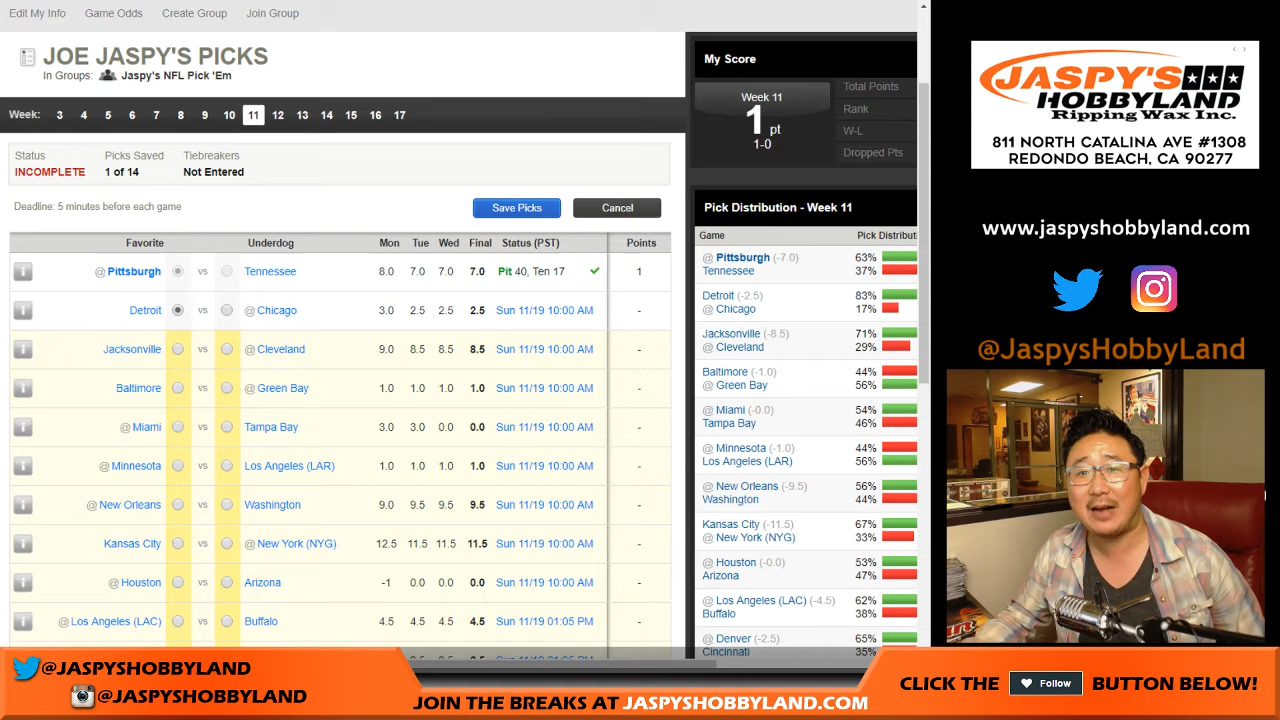 Edit My Info Game Odds Create Group Join Group
JOE JASPY'S PICKS
In Groups: Jaspy's NFL Pick 'Em
Week: 3 4 5 6 7 8 9 10 11 12 13 14 15 16 17
Status Picks Saved Tiebreakers
INCOMPLETE 1 of 14 Not Entered
Deadline: 5 minutes before each game Save Picks Cancel
Favorite Underdog Mon Tue Wed Final Status (PST) Points
@ Pittsburgh vs Tennessee 8.0 7.0 7.0 7.0 Pit 40, Ten 17 1
Detroit vs @ Chicago 3.0 2.5 2.5 2.5 Sun 11/19 10:00 AM -
Jacksonville vs @ Cleveland 9.0 8.5 8.5 8.5 Sun 11/19 10:00 AM -
Baltimore vs @ Green Bay 1.0 1.0 1.0 1.0 Sun 11/19 10:00 AM -
@ Miami vs Tampa Bay 3.0 3.0 0.0 0.0 Sun 11/19 10:00 AM -
@ Minnesota vs Los Angeles (LAR) 1.0 1.0 1.0 1.0 Sun 11/19 10:00 AM -
@ New Orleans vs Washington 9.0 9.5 9.5 9.5 Sun 11/19 10:00 AM -
Kansas City vs @ New York (NYG) 12.5 11.5 11.5 11.5 Sun 11/19 10:00 AM -
@ Houston vs Arizona -1 0.0 0.0 0.0 Sun 11/19 10:00 AM -
@ Los Angeles (LAC) vs Buffalo 4.5 4.5 4.5 4.5 Sun 11/19 01:05 PM -
My Score
Week 11
1 pt
1-0
Total Points
Rank
W-L
Dropped Pts
Pick Distribution - Week 11
Game Pick Distribut
@ Pittsburgh (-7.0) 63%
Tennessee 37%
Detroit (-2.5) 83%
@ Chicago 17%
Jacksonville (-8.5) 71%
@ Cleveland 29%
Baltimore (-1.0) 44%
@ Green Bay 56%
@ Miami (-0.0) 54%
Tampa Bay 46%
@ Minnesota (-1.0) 44%
Los Angeles (LAR) 56%
@ New Orleans (-9.5) 56%
Washington 44%
Kansas City (-11.5) 67%
@ New York (NYG) 33%
@ Houston (-0.0) 53%
Arizona 47%
@ Los Angeles (LAC) (-4.5) 62%
Buffalo 38%
@ Denver (-2.5) 65%
Cincinnati 35%
JASPY'S
HOBBYLAND
Ripping Wax Inc.
811 NORTH CATALINA AVE #1308
REDONDO BEACH, CA 90277
www.jaspyshobbyland.com
@JaspysHobbyLand
@JASPYSHOBBYLAND
@JASPYSHOBBYLAND
JOIN THE BREAKS AT JASPYSHOBBYLAND.COM
CLICK THE Follow BUTTON BELOW!